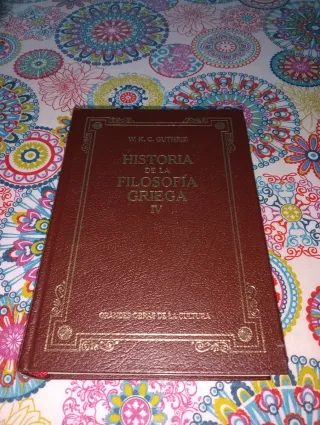 W. K. C. GUTHRIE
HISTORIA
DE LA
FILOSOFÍA
GRIEGA
IV
GRANDES OBRAS DE LA CULTURA